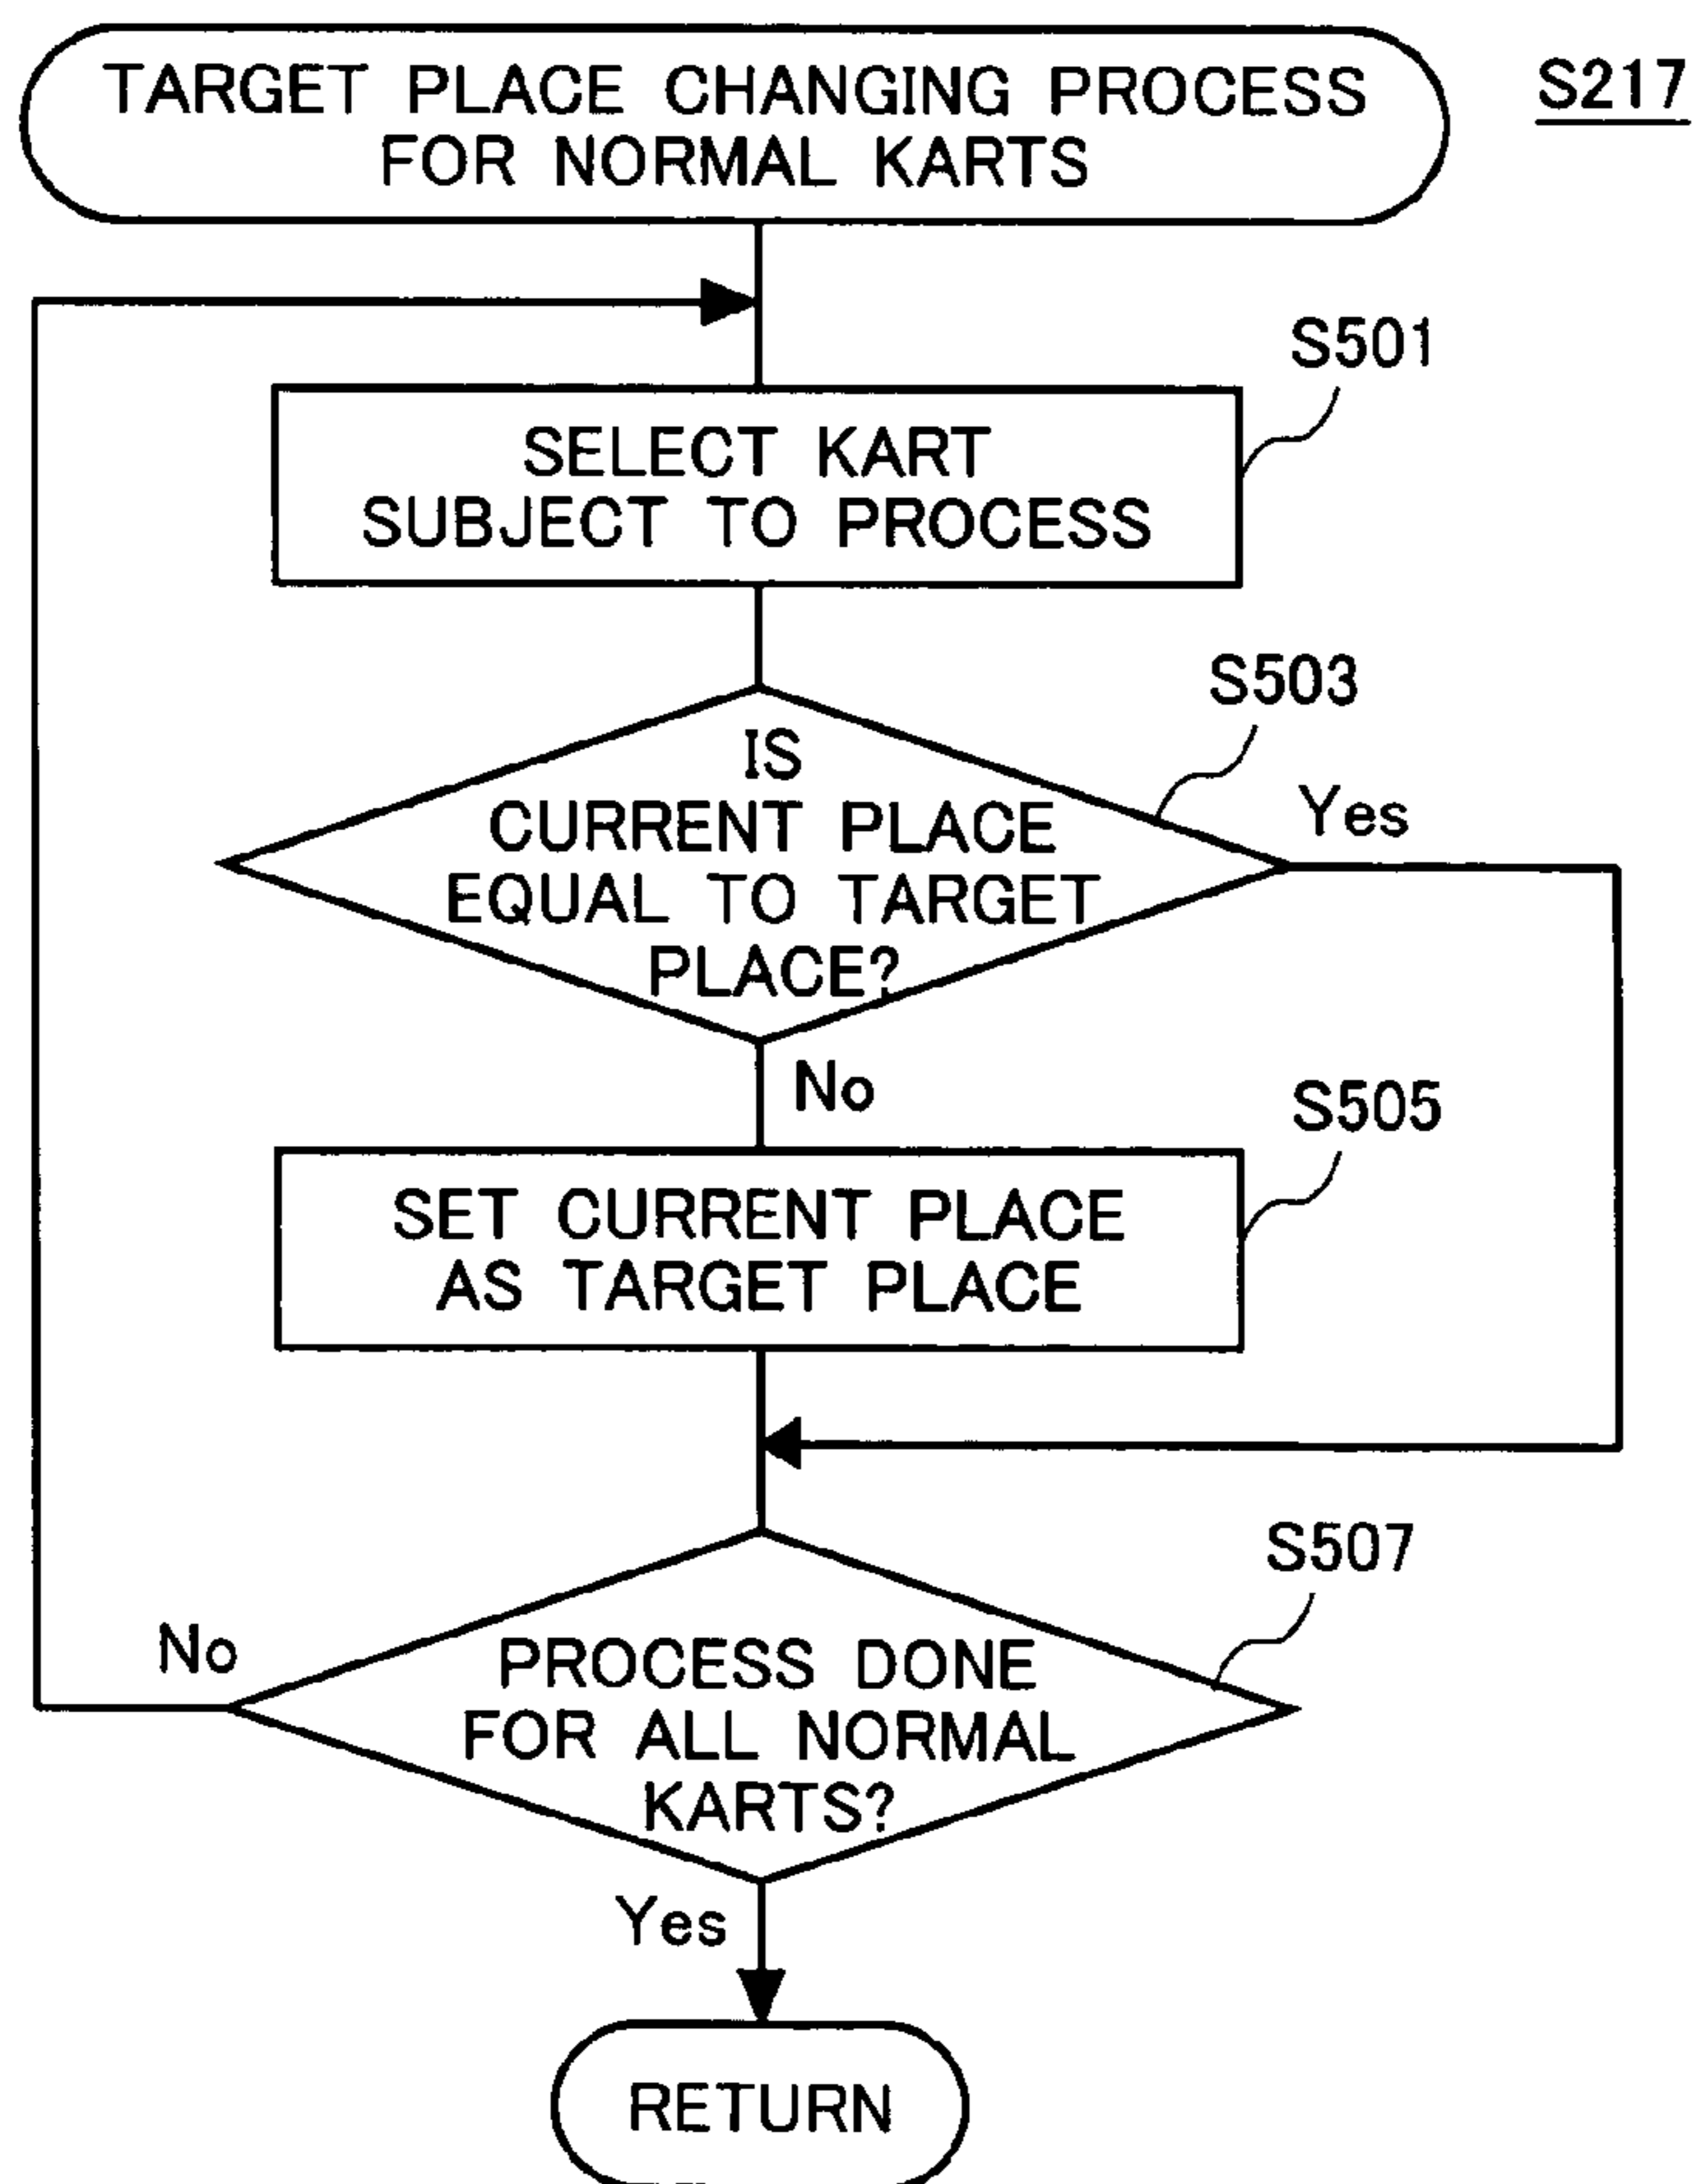 TARGET PLACE CHANGING PROCESS
FOR NORMAL KARTS
S217
S501
SELECT KART
SUBJECT TO PROCESS
S503
IS
CURRENT PLACE
EQUAL TO TARGET
PLACE?
Yes
No
S505
SET CURRENT PLACE
AS TARGET PLACE
S507
PROCESS DONE
FOR ALL NORMAL
KARTS?
No
Yes
RETURN